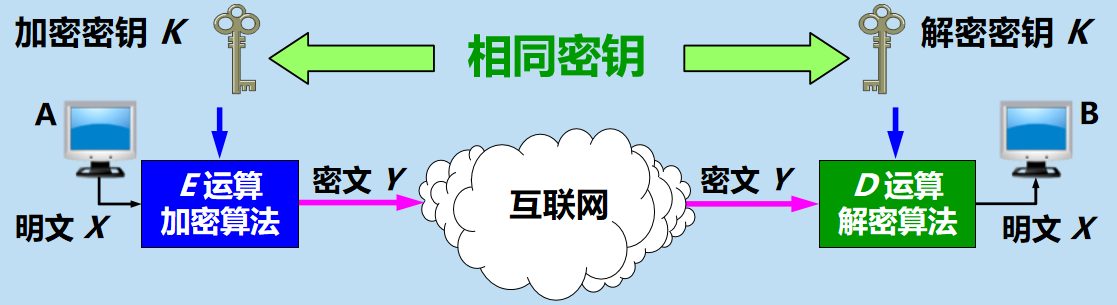 加密密钥 K
相同密钥
解密密钥 K
A
B
E 运算
加密算法
密文 Y
互联网
密文 Y
D 运算
解密算法
明文 X
明文 X